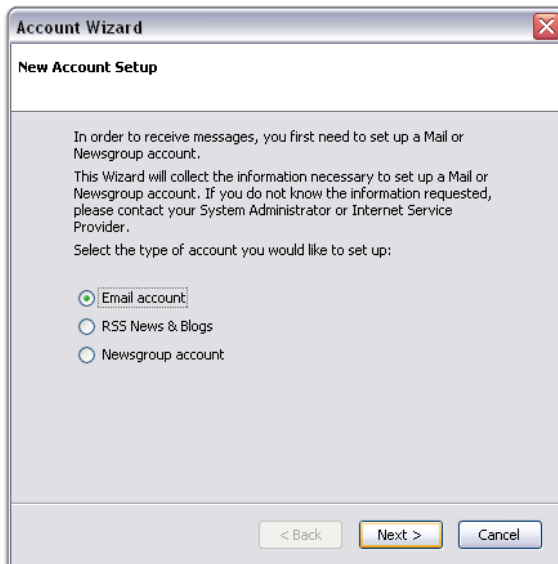 Account Wizard
New Account Setup
In order to receive messages, you first need to set up a Mail or
Newsgroup account.
This Wizard will collect the information necessary to set up a Mail or
Newsgroup account. If you do not know the information requested,
please contact your System Administrator or Internet Service
Provider.
Select the type of account you would like to set up:
Email account
RSS News & Blogs
Newsgroup account
< Back Next > Cancel